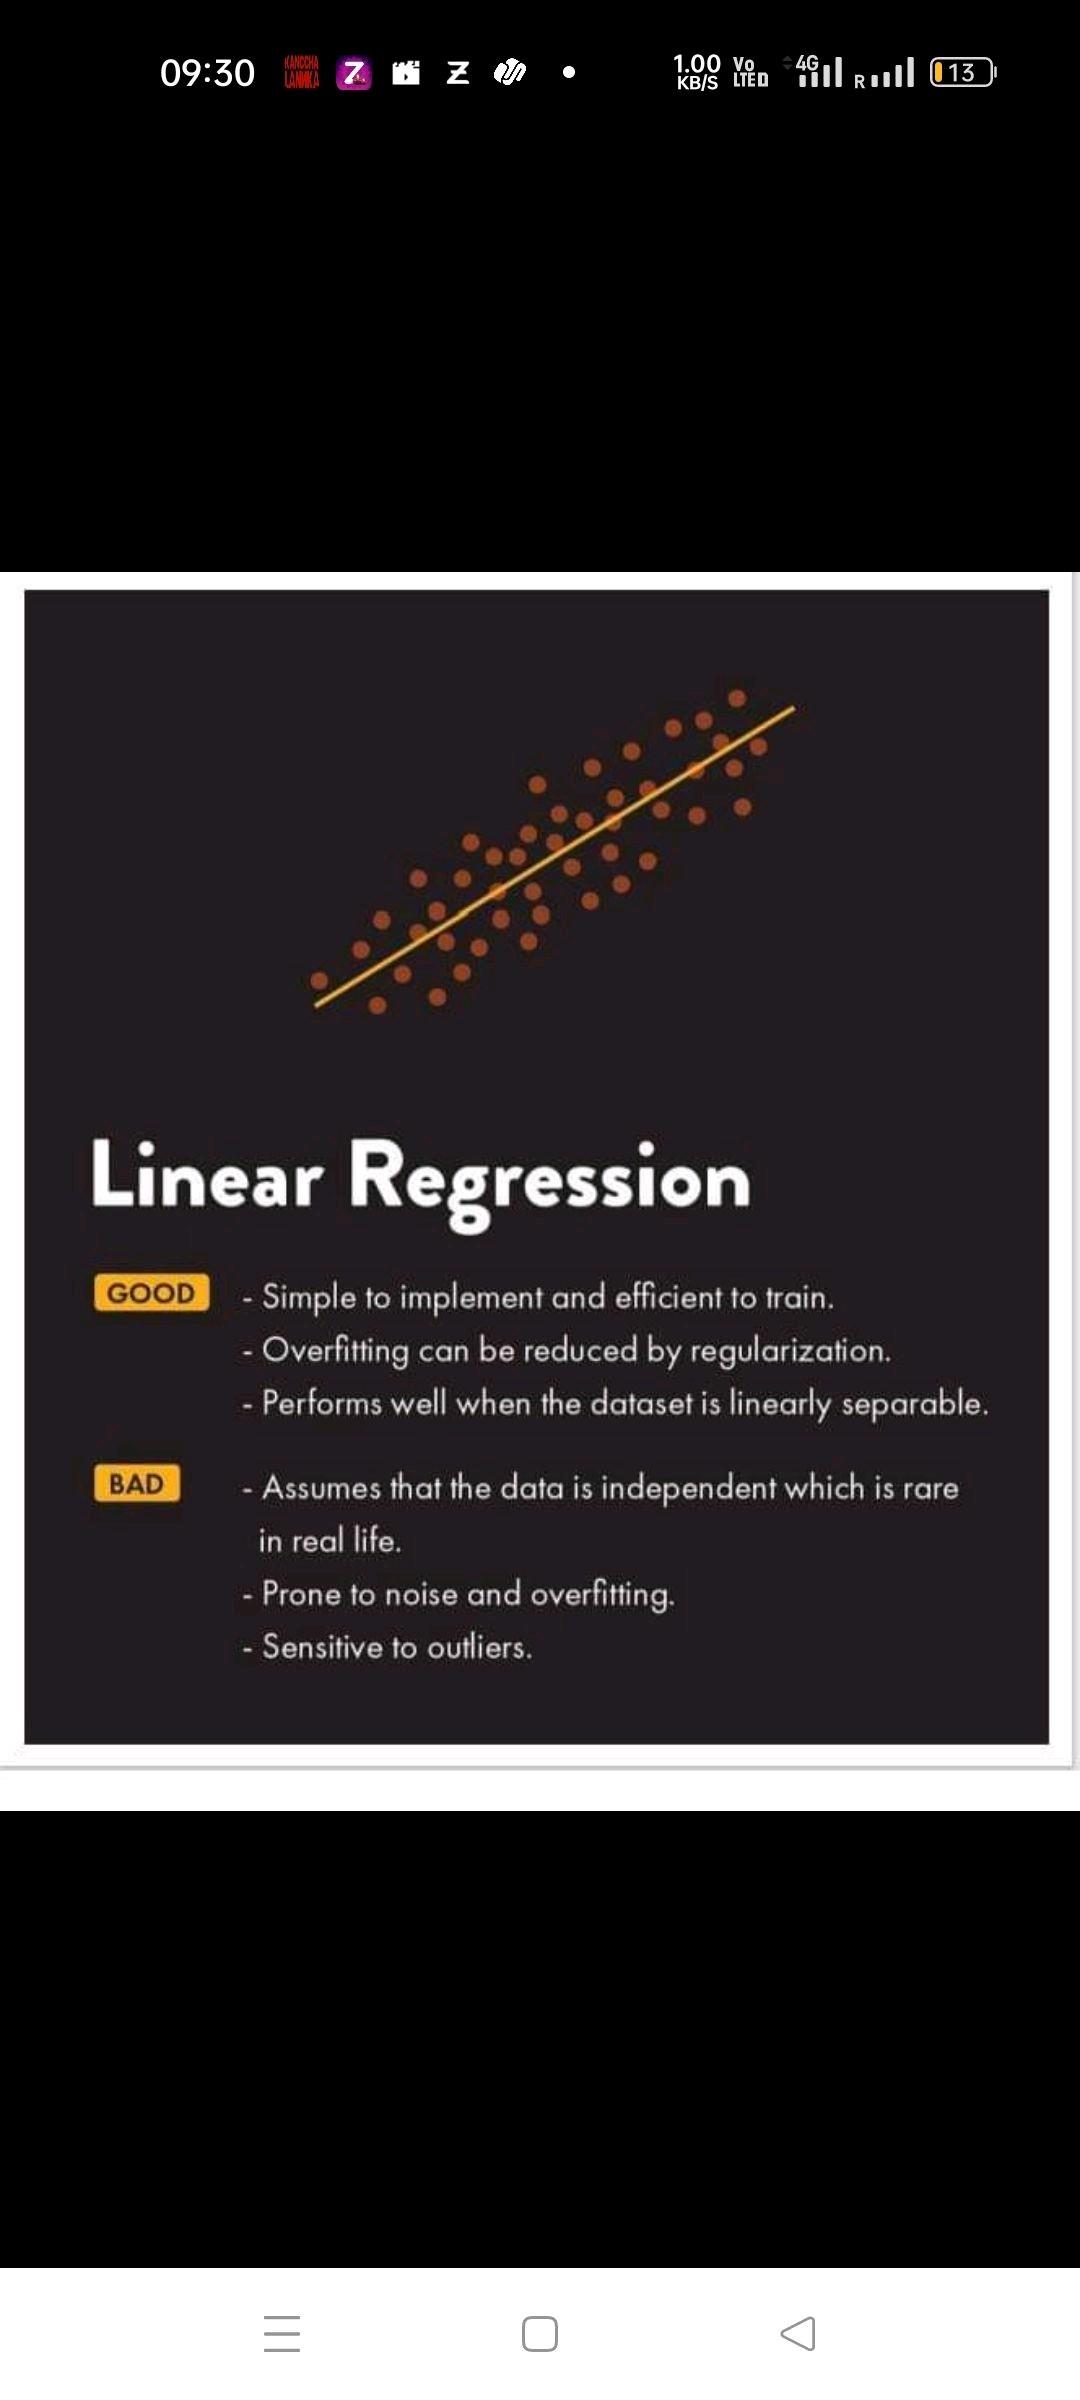 09:30
KANCCHA
LANNKA
Z
1.00
KB/S
Vo
LTE
4G
R
13
Linear Regression
GOOD
- Simple to implement and efficient to train.
- Overfitting can be reduced by regularization.
- Performs well when the dataset is linearly separable.
BAD
- Assumes that the data is independent which is rare
in real life.
- Prone to noise and overfitting.
- Sensitive to outliers.